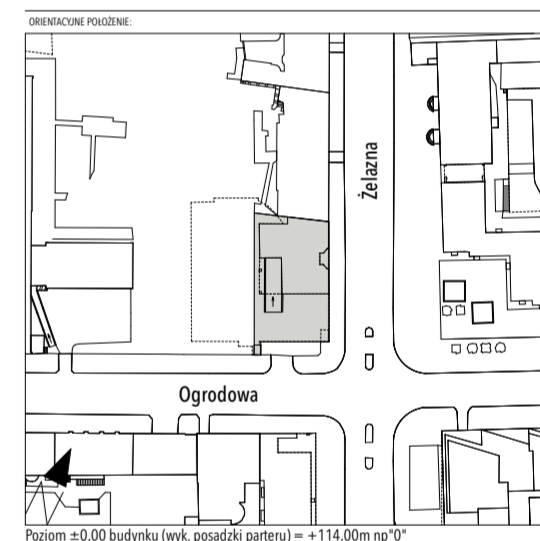 ORIENTACYJNE POŁOŻENIE:
Żelazna
Ogrodowa
Poziom ±0.00 budynku (wyk. posadzki parteru) = +114.00m np"0"